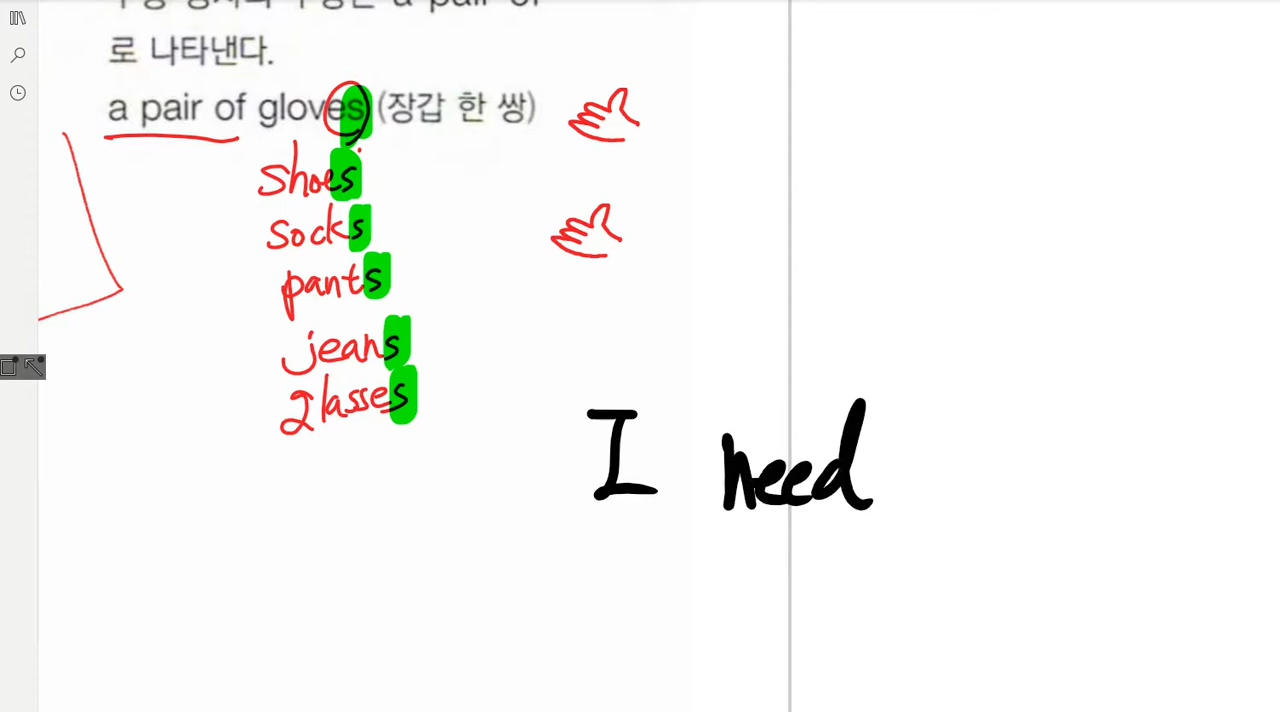 로 나타낸다.
a pair of gloves (장갑 한 쌍)
shoes
socks
pants
jeans
glasses
I need